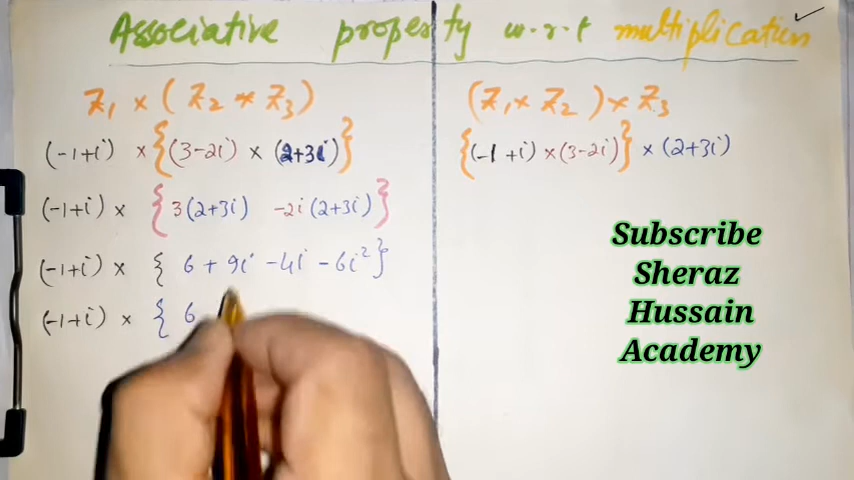 Associative property w.r.t multiplication
Z₁ × ( Z₂ × Z₃ )
(-1+i) × {(3-2i) × (2+3i)}
(-1+i) × { 3(2+3i) -2i(2+3i)}
(-1+i) × { 6 + 9i -4i -6i²}
(-1+i) × { 6
(Z₁ × Z₂ ) × Z₃
{(-1 +i) ×(3-2i)} × (2+3i)
Subscribe
Sheraz
Hussain
Academy